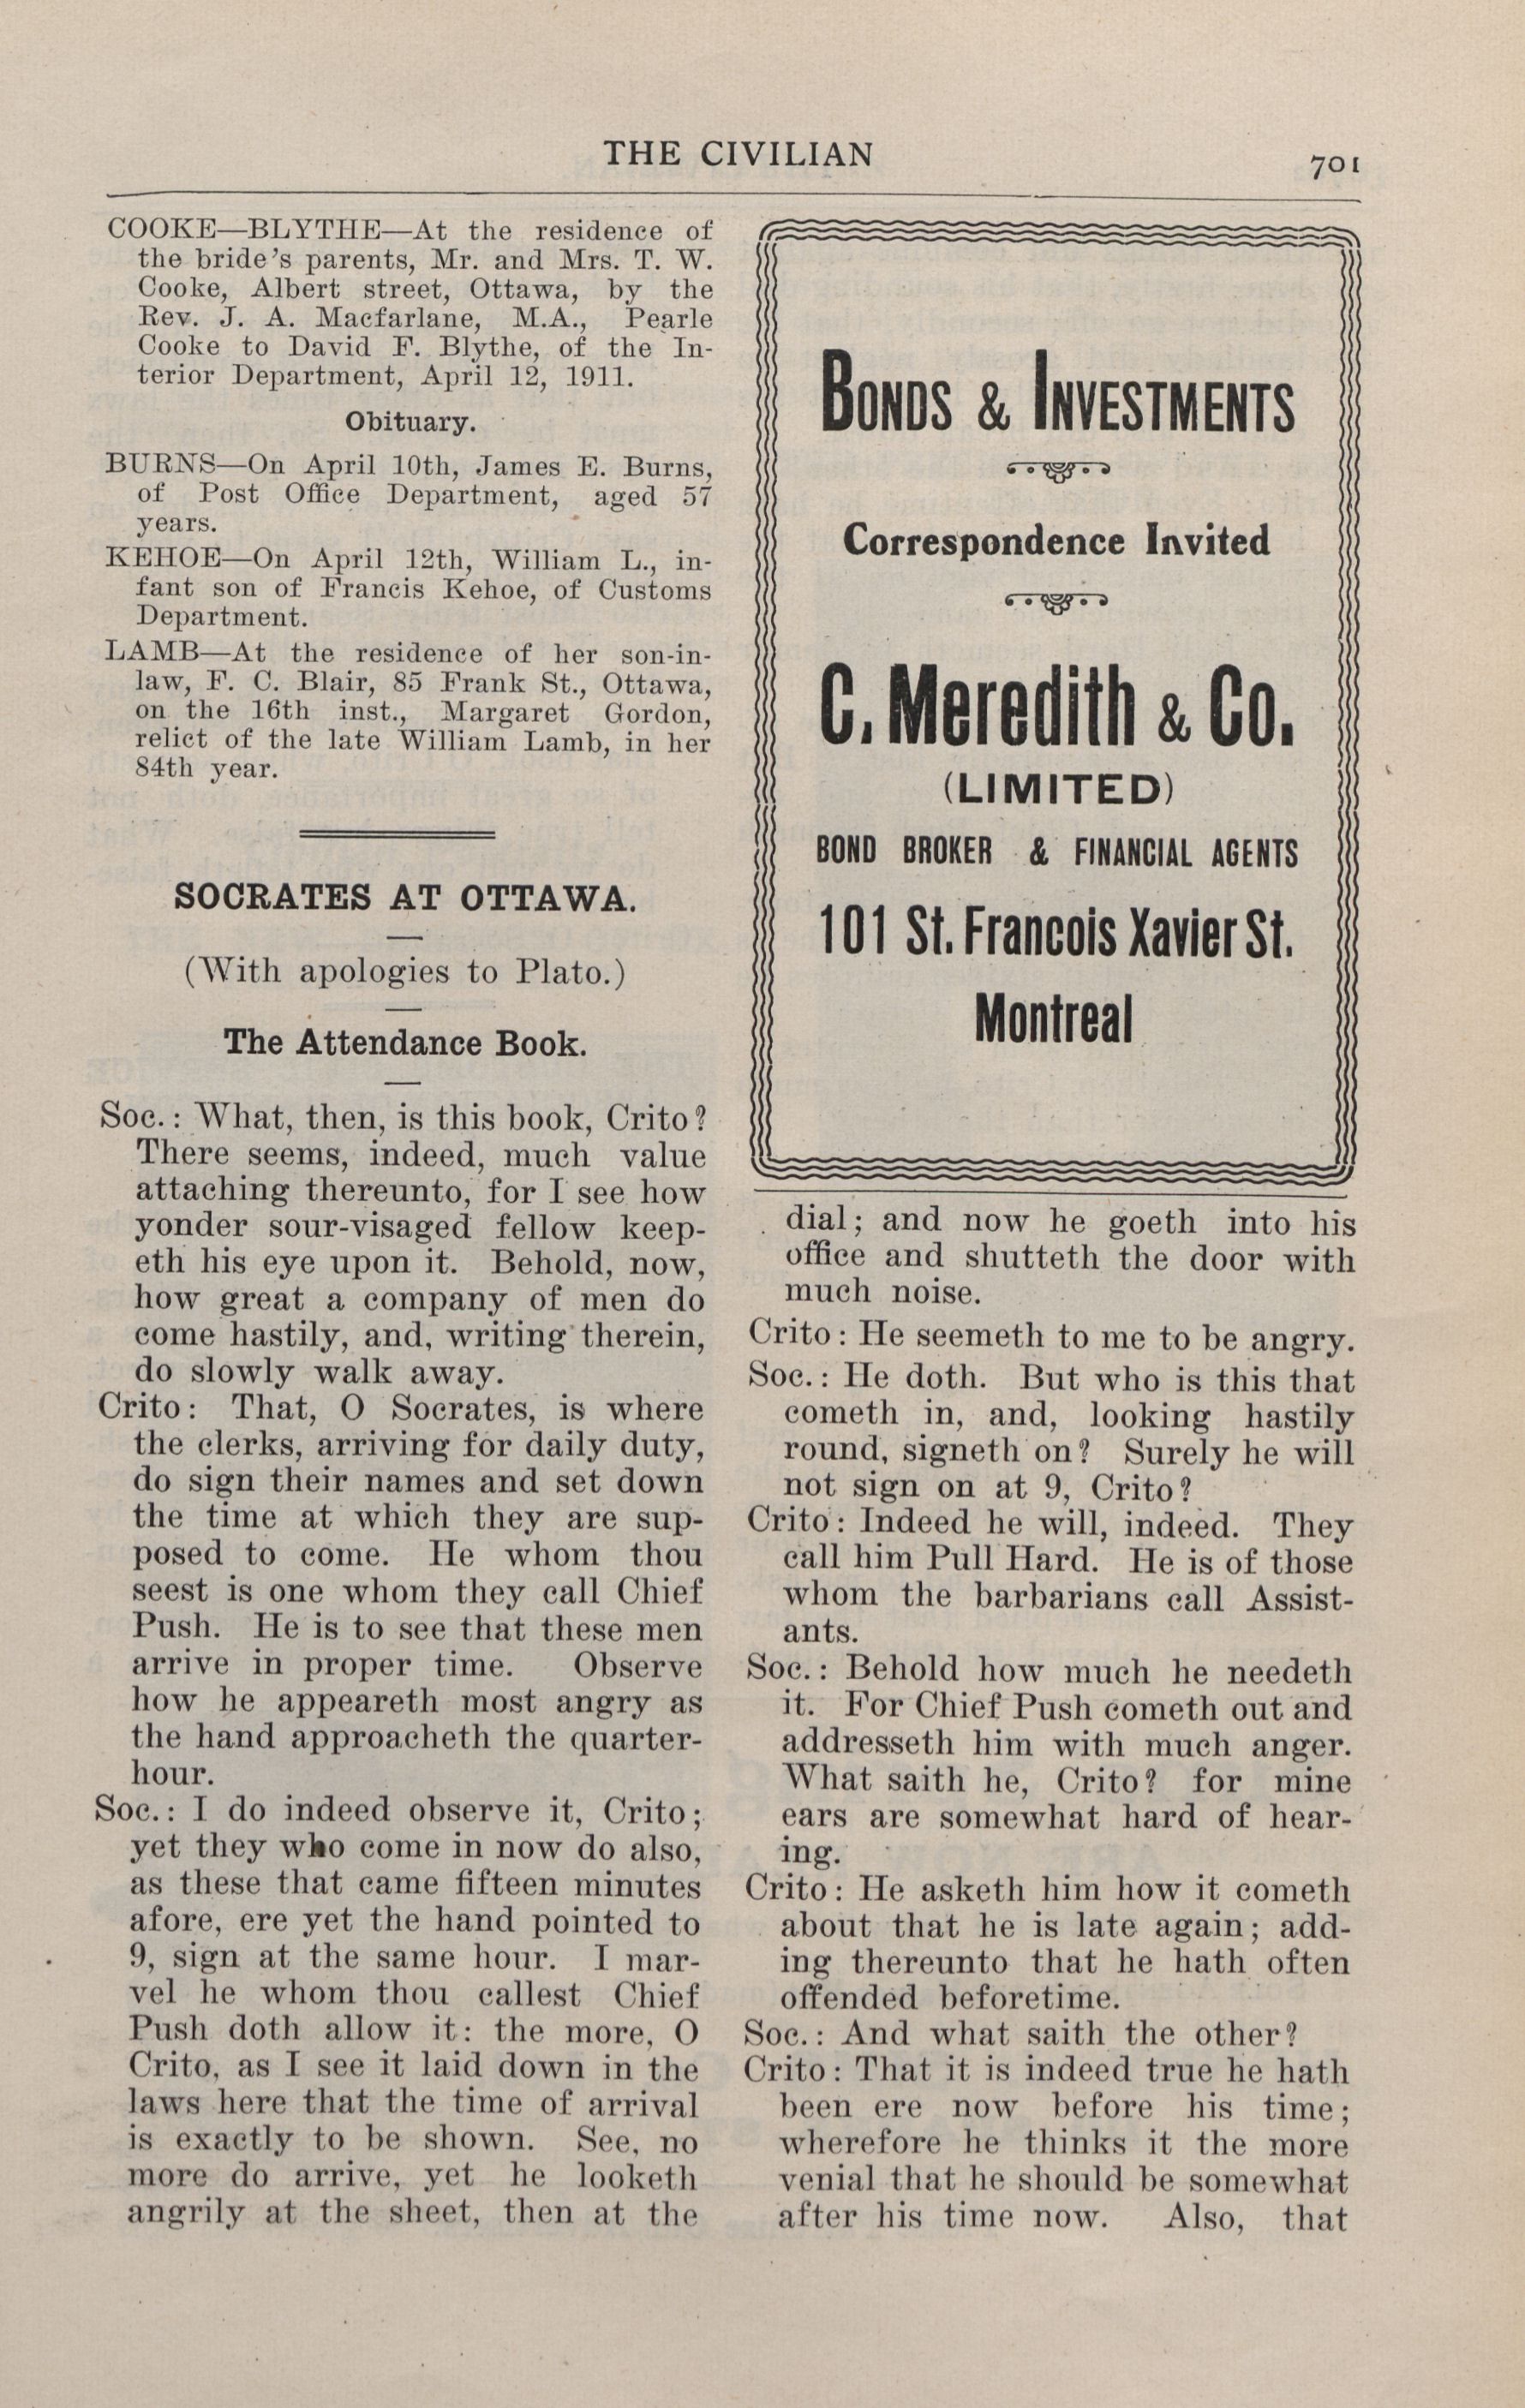 THE CIVILIAN
701
COOKE—BLYTHE—At the residence of
the bride's parents, Mr. and Mrs. T. W.
Cooke, Albert street, Ottawa, by the
Rev. J. A. Macfarlane, M.A., Pearle
Cooke to David F. Blythe, of the In-
terior Department, April 12, 1911.
Obituary.
BURNS—On April 10th, James E. Burns,
of Post Office Department, aged 57
years.
KEHOE—On April 12th, William L., in-
fant son of Francis Kehoe, of Customs
Department.
LAMB—At the residence of her son-in-
law, F. C. Blair, 85 Frank St., Ottawa,
on the 16th inst., Margaret Gordon,
relict of the late William Lamb, in her
84th year.
SOCRATES AT OTTAWA.
(With apologies to Plato.)
The Attendance Book.
Soc.: What, then, is this book, Crito?
There seems, indeed, much value
attaching thereunto, for I see how
yonder sour-visaged fellow keep-
eth his eye upon it. Behold, now,
how great a company of men do
come hastily, and, writing therein,
do slowly walk away.
Crito: That, O Socrates, is where
the clerks, arriving for daily duty,
do sign their names and set down
the time at which they are sup-
posed to come. He whom thou
seest is one whom they call Chief
Push. He is to see that these men
arrive in proper time. Observe
how he appeareth most angry as
the hand approacheth the quarter-
hour.
Soc.: I do indeed observe it, Crito;
yet they who come in now do also,
as these that came fifteen minutes
afore, ere yet the hand pointed to
9, sign at the same hour. I mar-
vel he whom thou callest Chief
Push doth allow it: the more, O
Crito, as I see it laid down in the
laws here that the time of arrival
is exactly to be shown. See, no
more do arrive, yet he looketh
angrily at the sheet, then at the
BONDS & INVESTMENTS
Correspondence Invited
C. Meredith & Co.
(LIMITED)
BOND BROKER & FINANCIAL AGENTS
101 St. Francois Xavier St.
Montreal
dial; and now he goeth into his
office and shutteth the door with
much noise.
Crito: He seemeth to me to be angry.
Soc.: He doth. But who is this that
cometh in, and, looking hastily
round, signeth on? Surely he will
not sign on at 9, Crito?
Crito: Indeed he will, indeed. They
call him Pull Hard. He is of those
whom the barbarians call Assist-
ants.
Soc.: Behold how much he needeth
it. For Chief Push cometh out and
addresseth him with much anger.
What saith he, Crito? for mine
ears are somewhat hard of hear-
ing.
Crito: He asketh him how it cometh
about that he is late again; add-
ing thereunto that he hath often
offended beforetime.
Soc.: And what saith the other?
Crito: That it is indeed true he hath
been ere now before his time;
wherefore he thinks it the more
venial that he should be somewhat
after his time now. Also, that